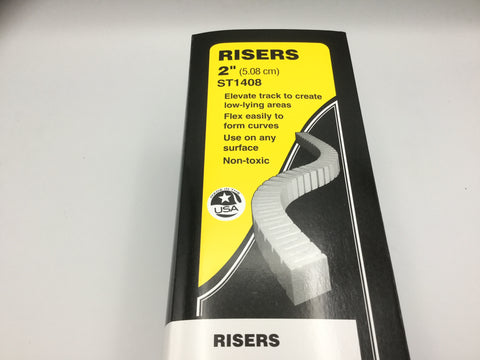 RISERS
2" (5.08 cm)
ST1408
Elevate track to create
low-lying areas
Flex easily to
form curves
Use on any
surface
Non-toxic
MADE IN THE
USA
RISERS